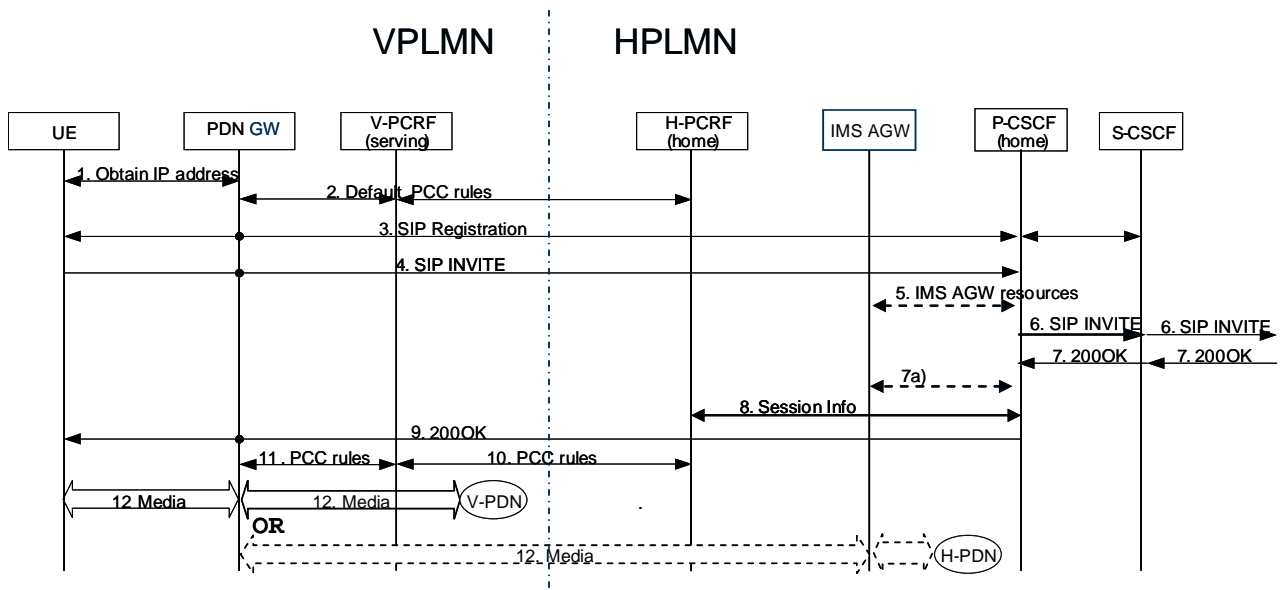 VPLMN
HPLMN
UE
PDN GW
V-PCRF
(serving)
H-PCRF
(home)
IMS AGW
P-CSCF
(home)
S-CSCF
1. Obtain IP address
2. Default PCC rules
3. SIP Registration
4. SIP INVITE
5. IMS AGW resources
6. SIP INVITE
6. SIP INVITE
7. 200OK
7. 200OK
7a)
8. Session Info
9. 200OK
11. PCC rules
10. PCC rules
12 Media
12. Media
V-PDN
OR
12. Media
H-PDN